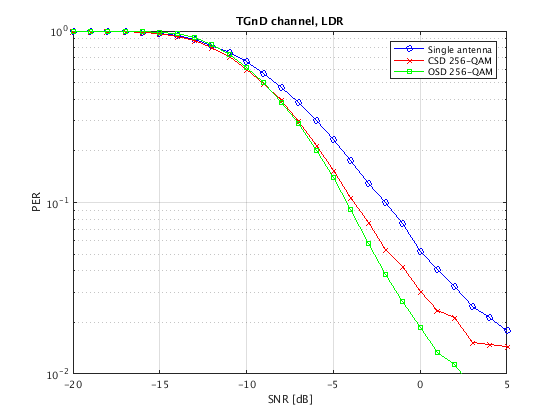 TGnD channel, LDR
10^0
Single antenna
CSD 256-QAM
OSD 256-QAM
PER
10^-1
10^-2
-20
-15
-10
-5
0
5
SNR [dB]